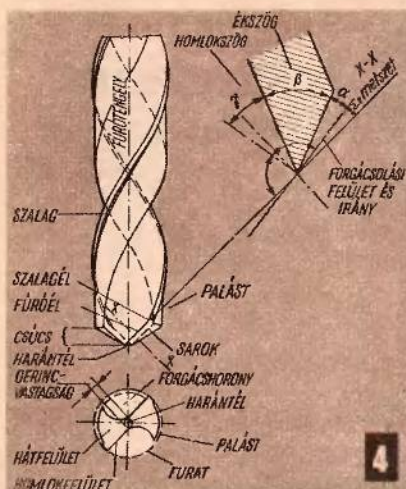 ÉKSZÖG
HOMLOKSZÖG
X-X
metszet
γ
β
α
FÚRÓTENGELY
FORGÁCSOLÁSI
FELÜLET ÉS
IRÁNY
SZALAG
SZALAGÉL
PALÁST
FÚRÓÉL
X
CSÚCS
SAROK
HARÁNTÉL
X
GERINC-
VASTAGSÁG
FORGÁCSHORONY
HARÁNTÉL
HÁTFELÜLET
PALÁST
FURAT
HOMLOKFELÜLET
4